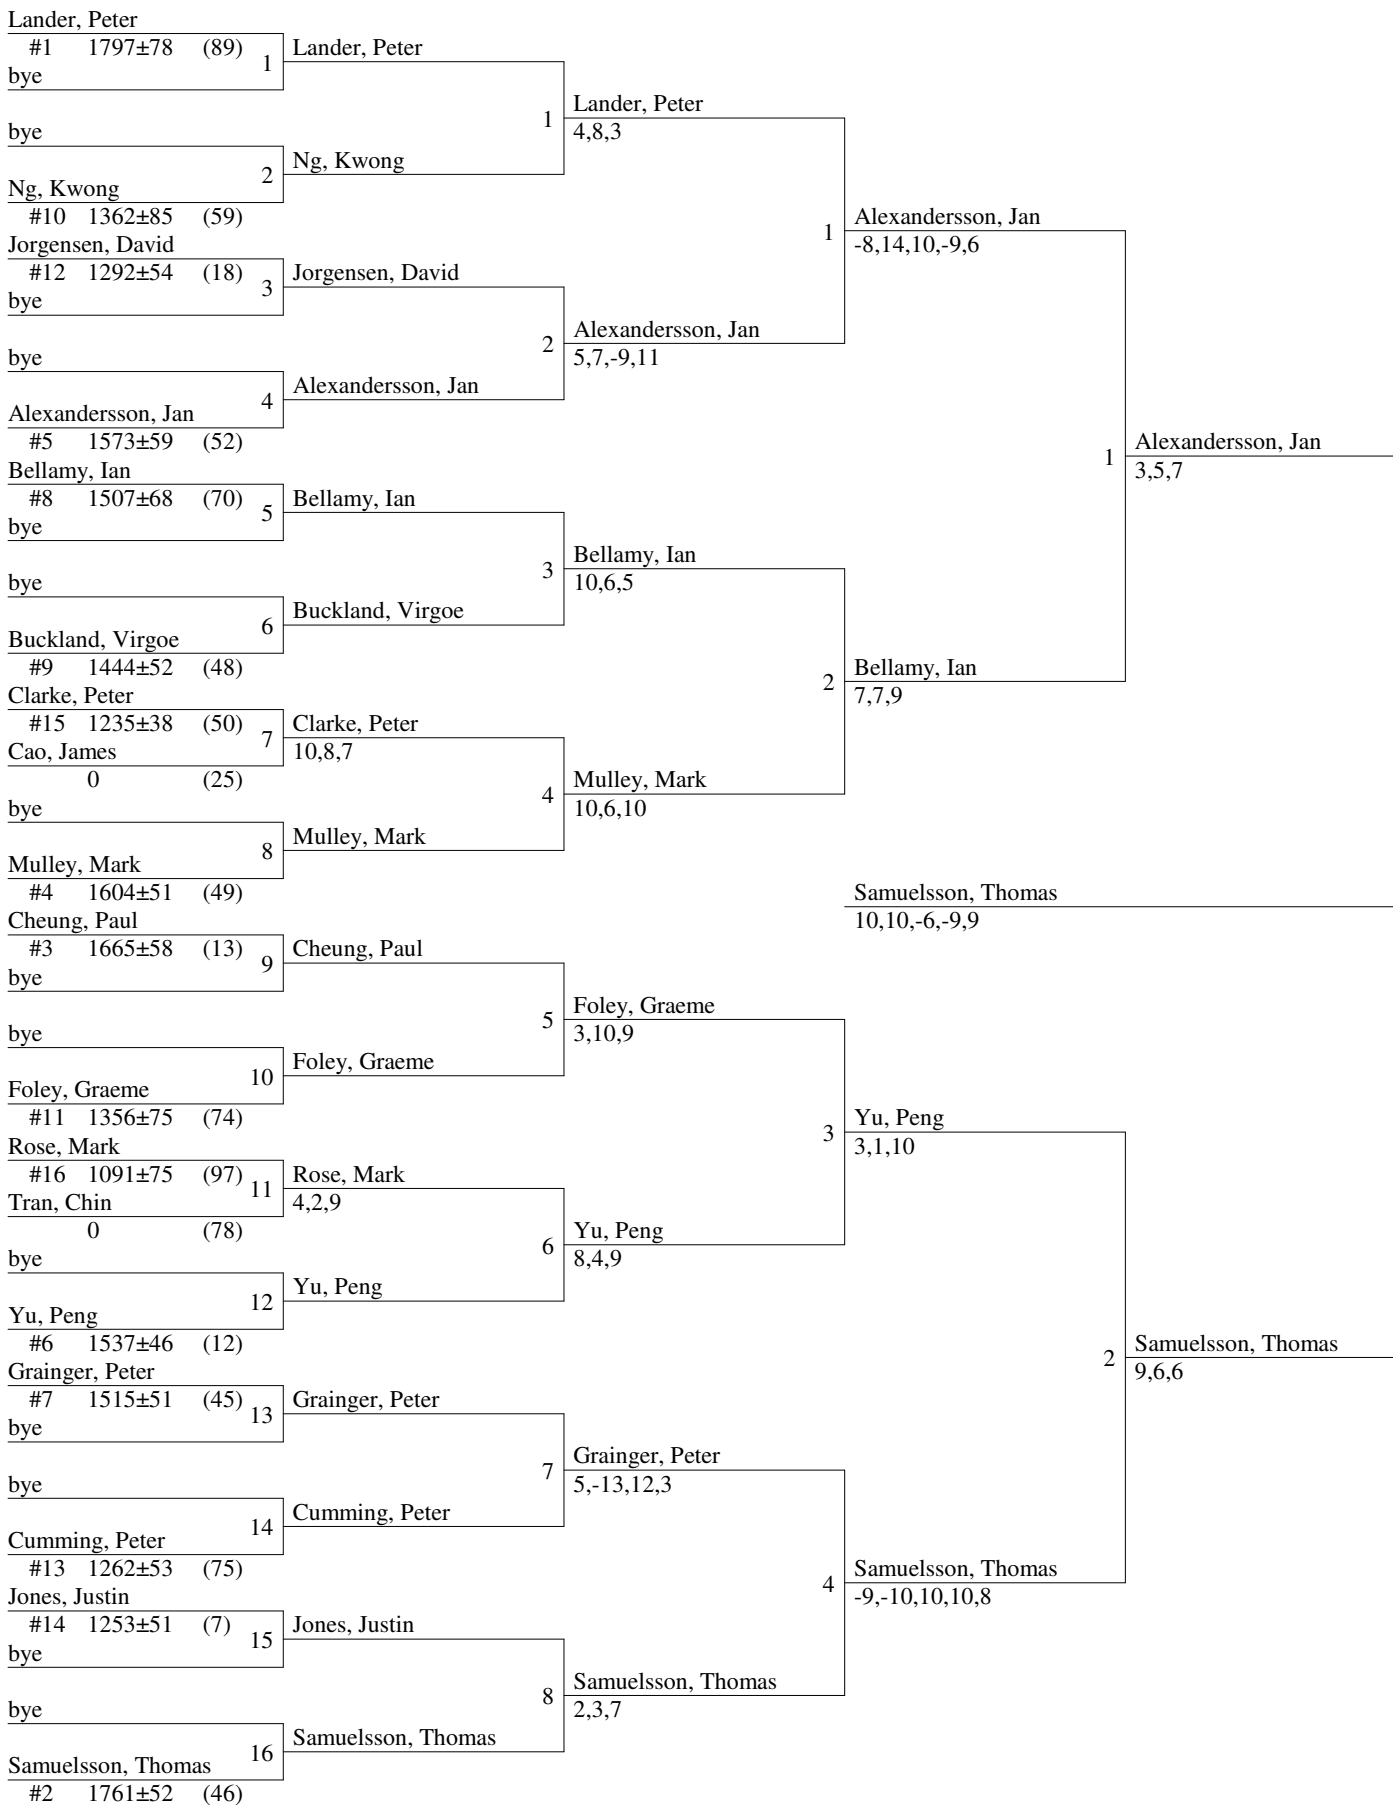 Lander, Peter
#1 1797±78 (89)
bye
1
bye
Ng, Kwong
#10 1362±85 (59)
2
Jorgensen, David
#12 1292±54 (18)
bye
3
bye
Alexandersson, Jan
#5 1573±59 (52)
4
Bellamy, Ian
#8 1507±68 (70)
bye
5
bye
Buckland, Virgoe
#9 1444±52 (48)
6
Clarke, Peter
#15 1235±38 (50)
Cao, James
0 (25)
7
bye
Mulley, Mark
#4 1604±51 (49)
8
Cheung, Paul
#3 1665±58 (13)
bye
9
bye
Foley, Graeme
#11 1356±75 (74)
10
Rose, Mark
#16 1091±75 (97)
Tran, Chin
0 (78)
11
bye
Yu, Peng
#6 1537±46 (12)
12
Grainger, Peter
#7 1515±51 (45)
bye
13
bye
Cumming, Peter
#13 1262±53 (75)
14
Jones, Justin
#14 1253±51 (7)
bye
15
bye
Samuelsson, Thomas
#2 1761±52 (46)
16
Lander, Peter
Ng, Kwong
1
Jorgensen, David
Alexandersson, Jan
2
Bellamy, Ian
Buckland, Virgoe
3
Clarke, Peter
10,8,7
Mulley, Mark
4
Cheung, Paul
Foley, Graeme
5
Rose, Mark
4,2,9
Yu, Peng
6
Grainger, Peter
Cumming, Peter
7
Jones, Justin
Samuelsson, Thomas
8
Lander, Peter
4,8,3
Alexandersson, Jan
5,7,-9,11
1
Bellamy, Ian
10,6,5
Mulley, Mark
10,6,10
2
Foley, Graeme
3,10,9
Yu, Peng
8,4,9
3
Grainger, Peter
5,-13,12,3
Samuelsson, Thomas
2,3,7
4
Alexandersson, Jan
-8,14,10,-9,6
Bellamy, Ian
7,7,9
1
Samuelsson, Thomas
10,10,-6,-9,9
Yu, Peng
3,1,10
Samuelsson, Thomas
-9,-10,10,10,8
2
Alexandersson, Jan
3,5,7
Samuelsson, Thomas
9,6,6